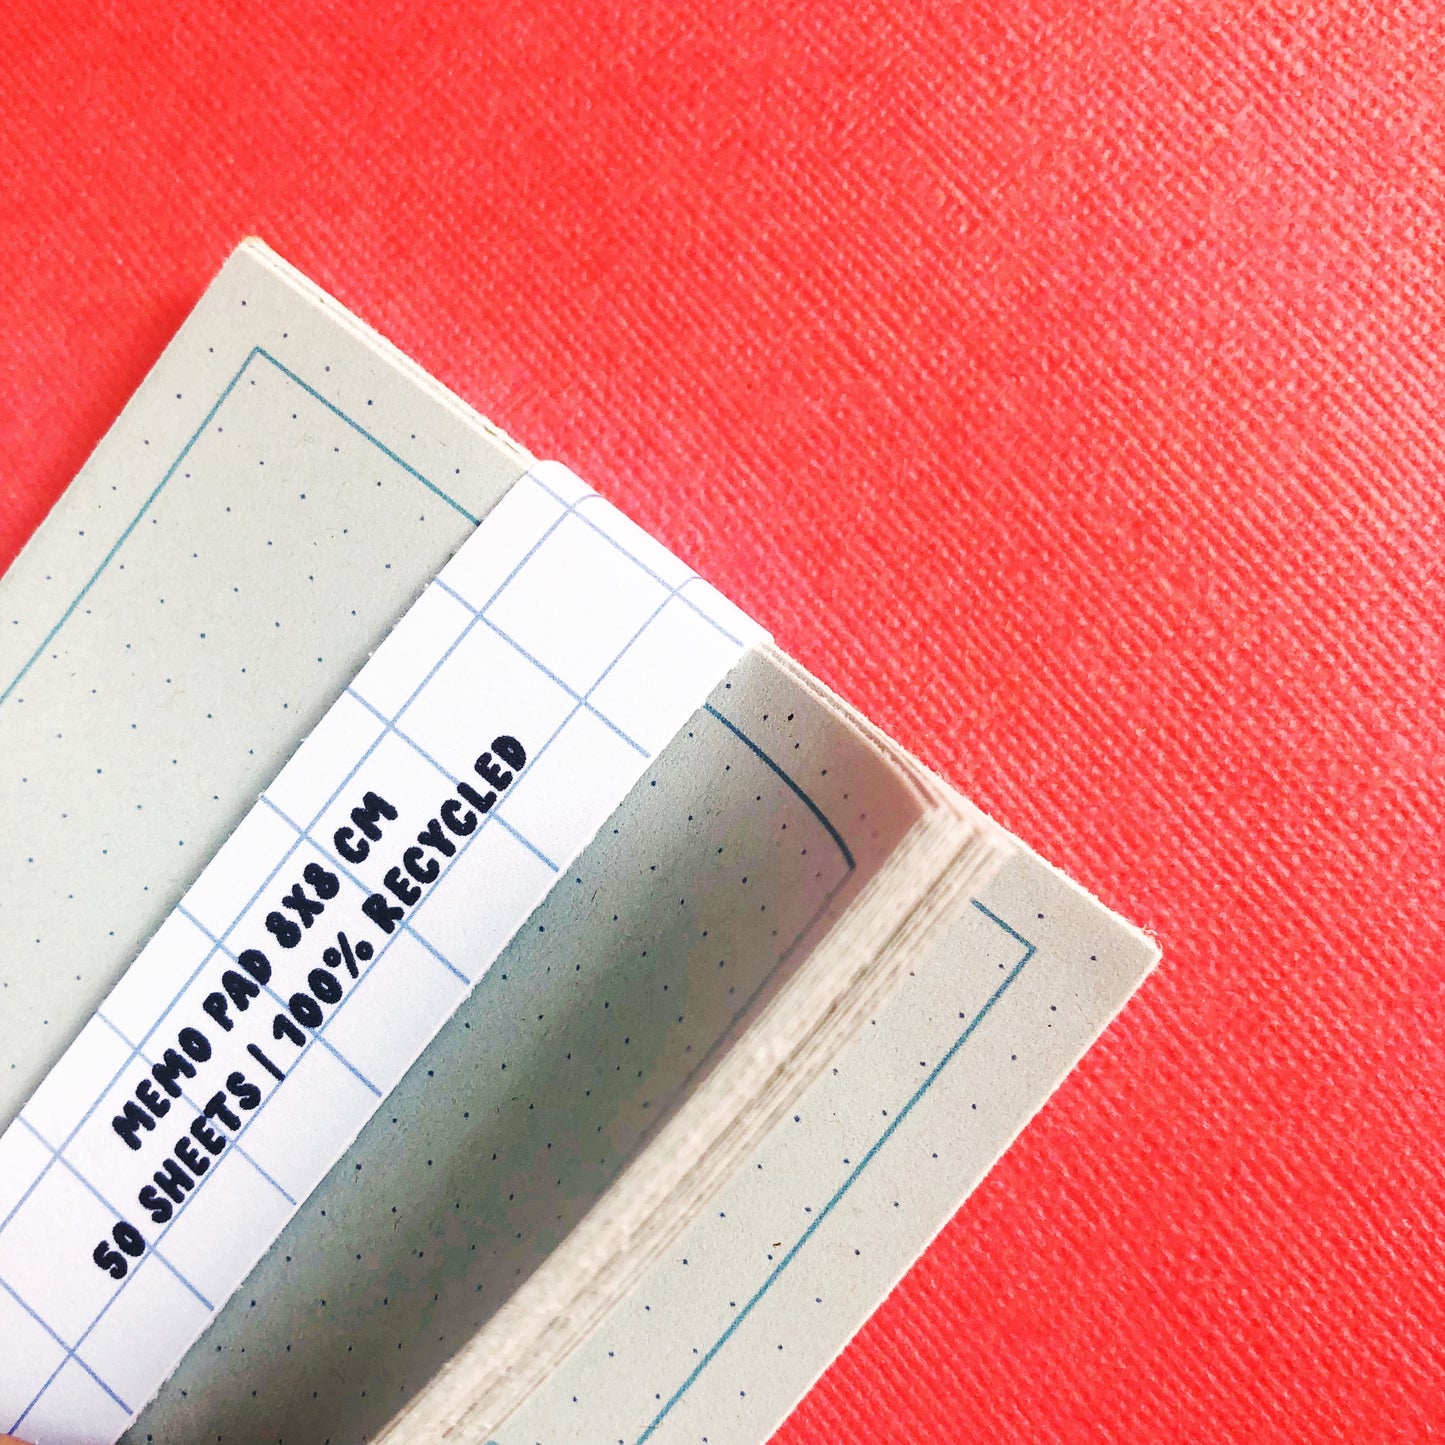 MEMO PAD 8X8 CM
50 SHEETS | 100% RECYCLED